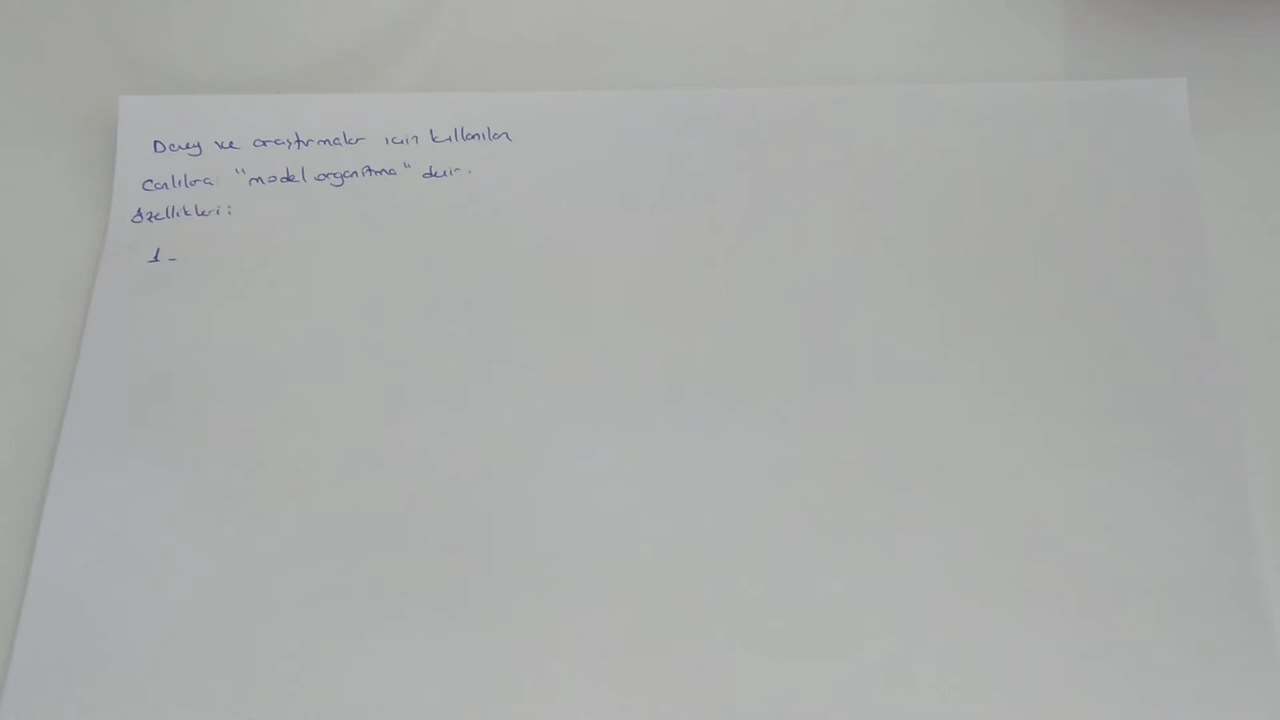 Deney ve araştırmalar için kullanılan
canlılara "model organizma" denir.
Özellikleri:
1-